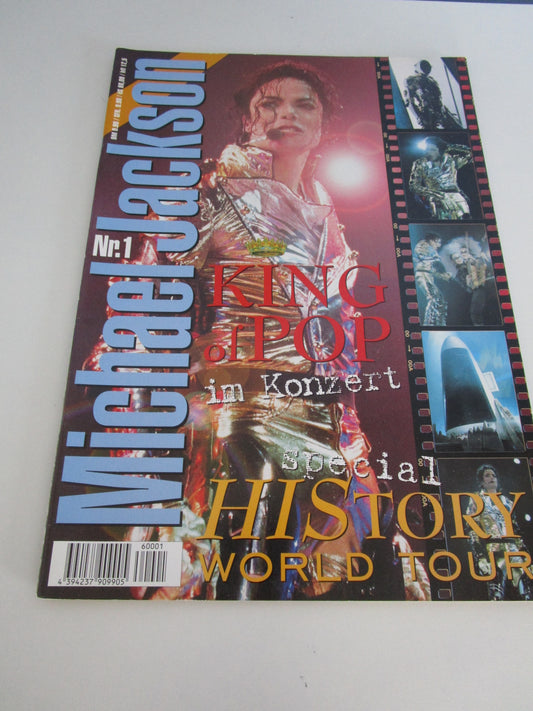 Michael Jackson
Nr.1
KING
of POP
im Konzert
special
HIStory
WORLD TOUR
60001
4 394237 909905